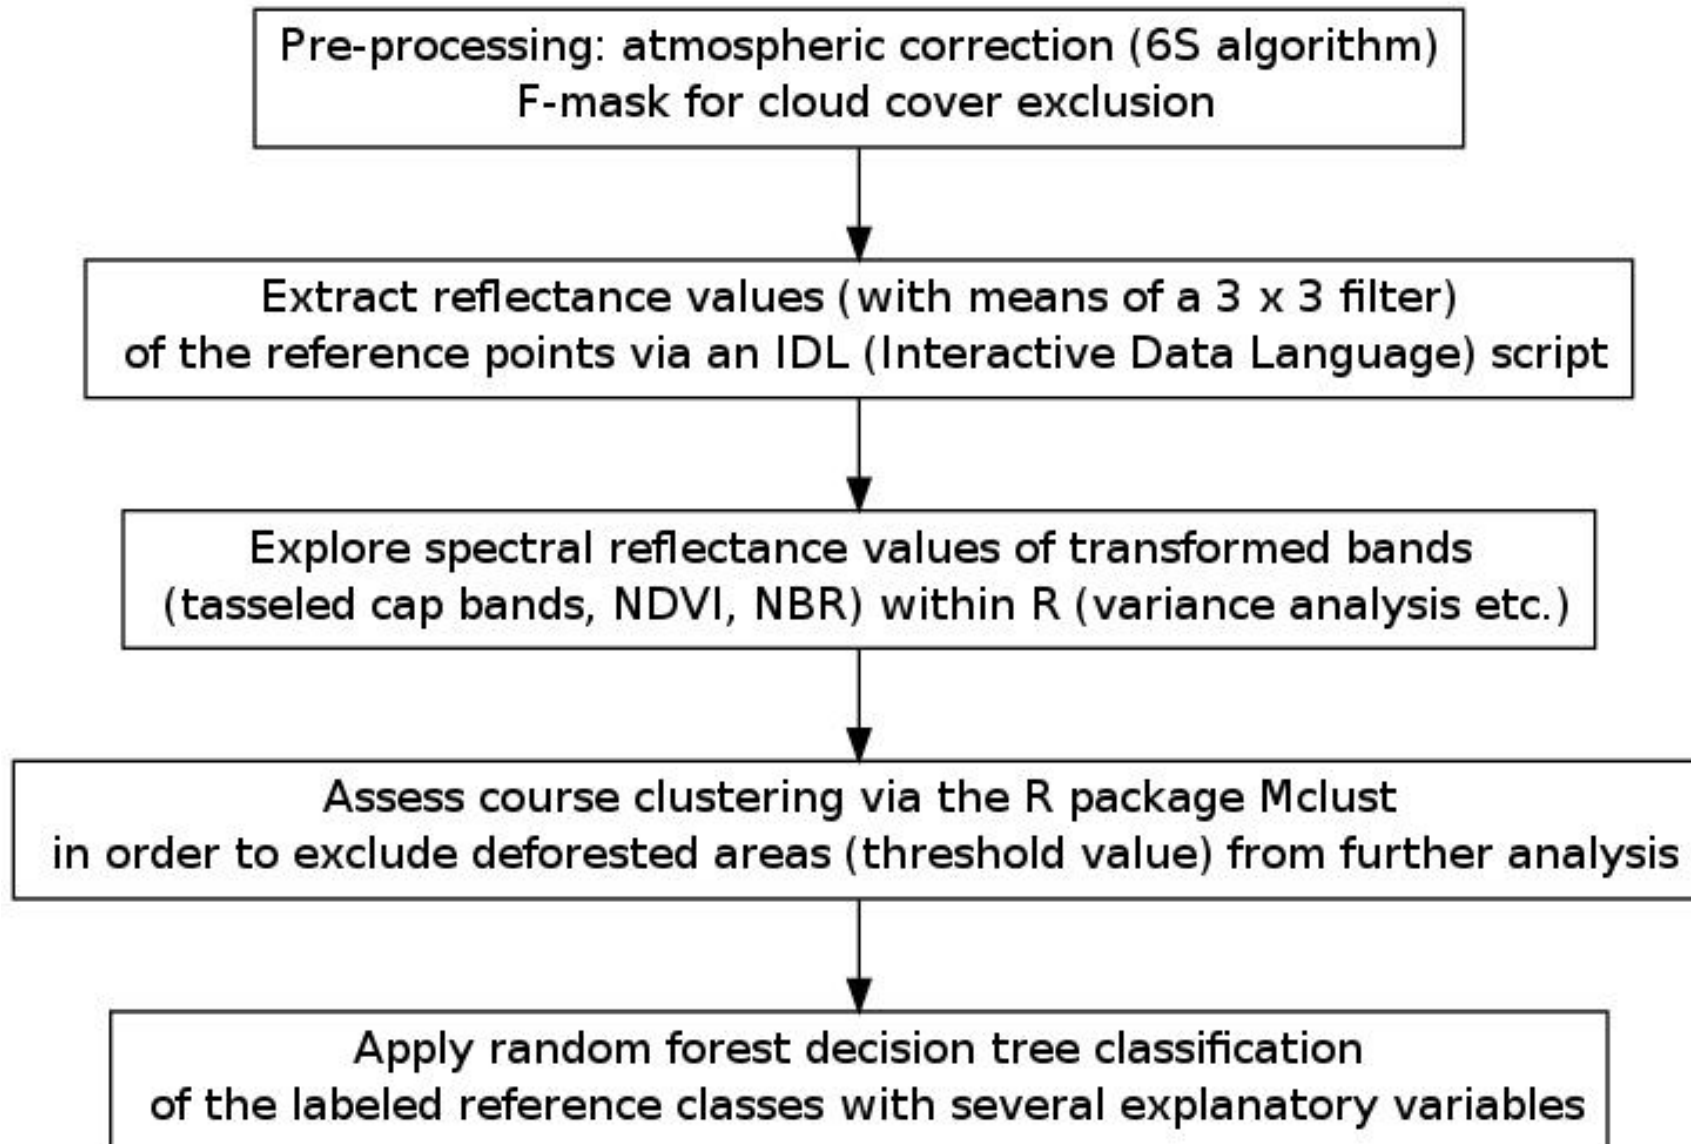 Pre-processing: atmospheric correction (6S algorithm)
F-mask for cloud cover exclusion
Extract reflectance values (with means of a 3 x 3 filter)
of the reference points via an IDL (Interactive Data Language) script
Explore spectral reflectance values of transformed bands
(tasseled cap bands, NDVI, NBR) within R (variance analysis etc.)
Assess course clustering via the R package Mclust
in order to exclude deforested areas (threshold value) from further analysis
Apply random forest decision tree classification
of the labeled reference classes with several explanatory variables